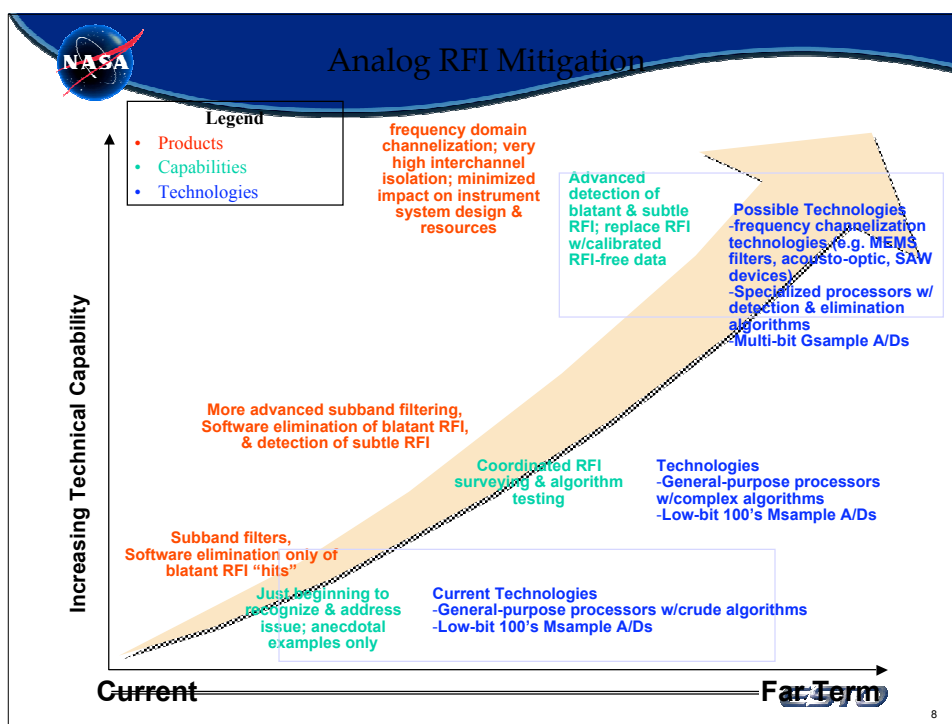 NASA
Analog RFI Mitigation
Legend
• Products
• Capabilities
• Technologies
frequency domain
channelization; very
high interchannel
isolation; minimized
impact on instrument
system design &
resources
Advanced
detection of
blatant & subtle
RFI; replace RFI
w/calibrated
RFI-free data
Possible Technologies
-frequency channelization
technologies (e.g. MEMS
filters, acousto-optic, SAW
devices)
-Specialized processors w/
detection & elimination
algorithms
-Multi-bit Gsample A/Ds
Increasing Technical Capability
More advanced subband filtering,
Software elimination of blatant RFI,
& detection of subtle RFI
Coordinated RFI
surveying & algorithm
testing
Technologies
-General-purpose processors
w/complex algorithms
-Low-bit 100's Msample A/Ds
Subband filters,
Software elimination only of
blatant RFI “hits”
Just beginning to
recognize & address
issue; anecdotal
examples only
Current Technologies
-General-purpose processors w/crude algorithms
-Low-bit 100's Msample A/Ds
Current
Far Term
ESTO
8